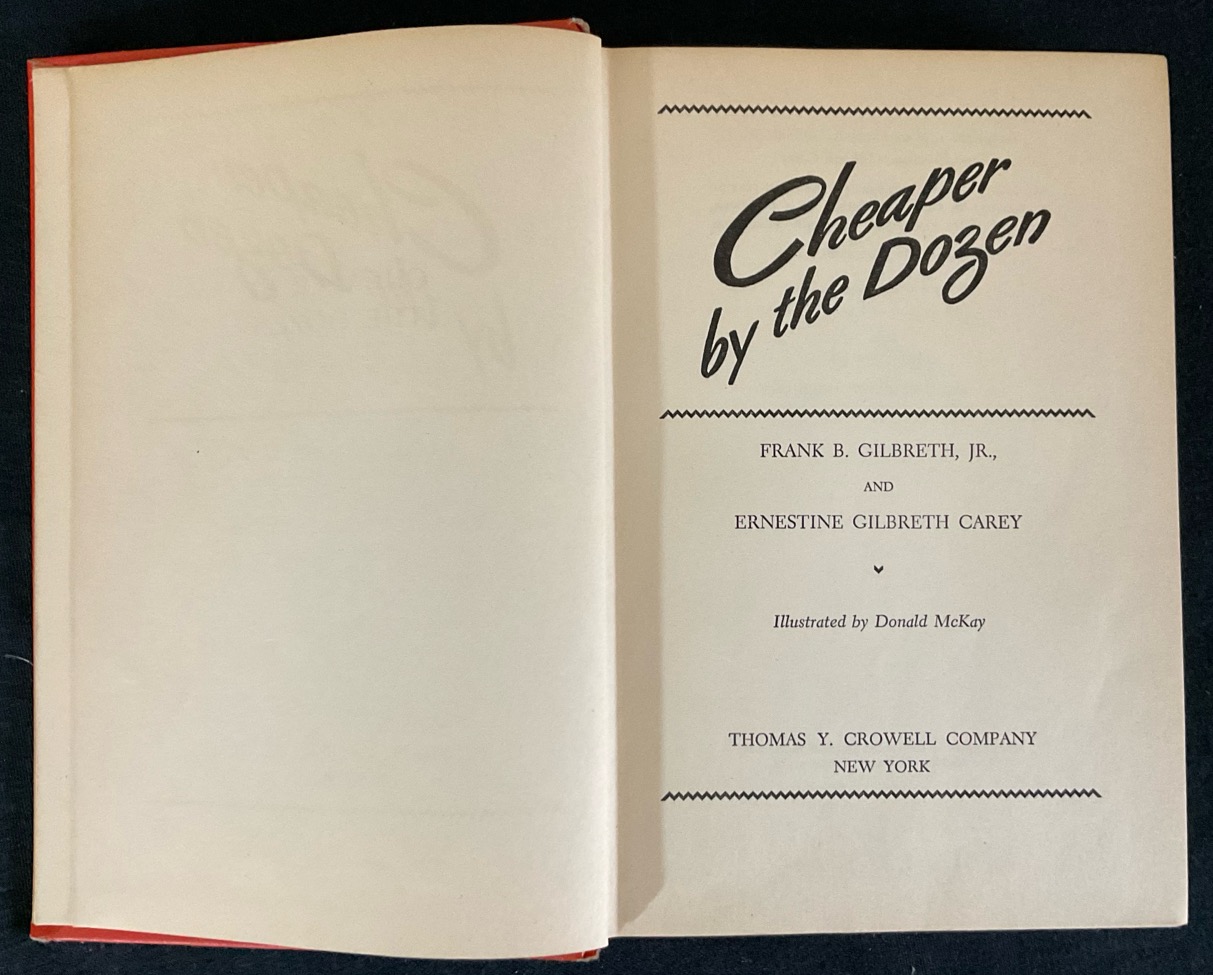 Cheaper
by the Dozen
FRANK B. GILBRETH, JR.,
AND
ERNESTINE GILBRETH CAREY
Illustrated by Donald McKay
THOMAS Y. CROWELL COMPANY
NEW YORK